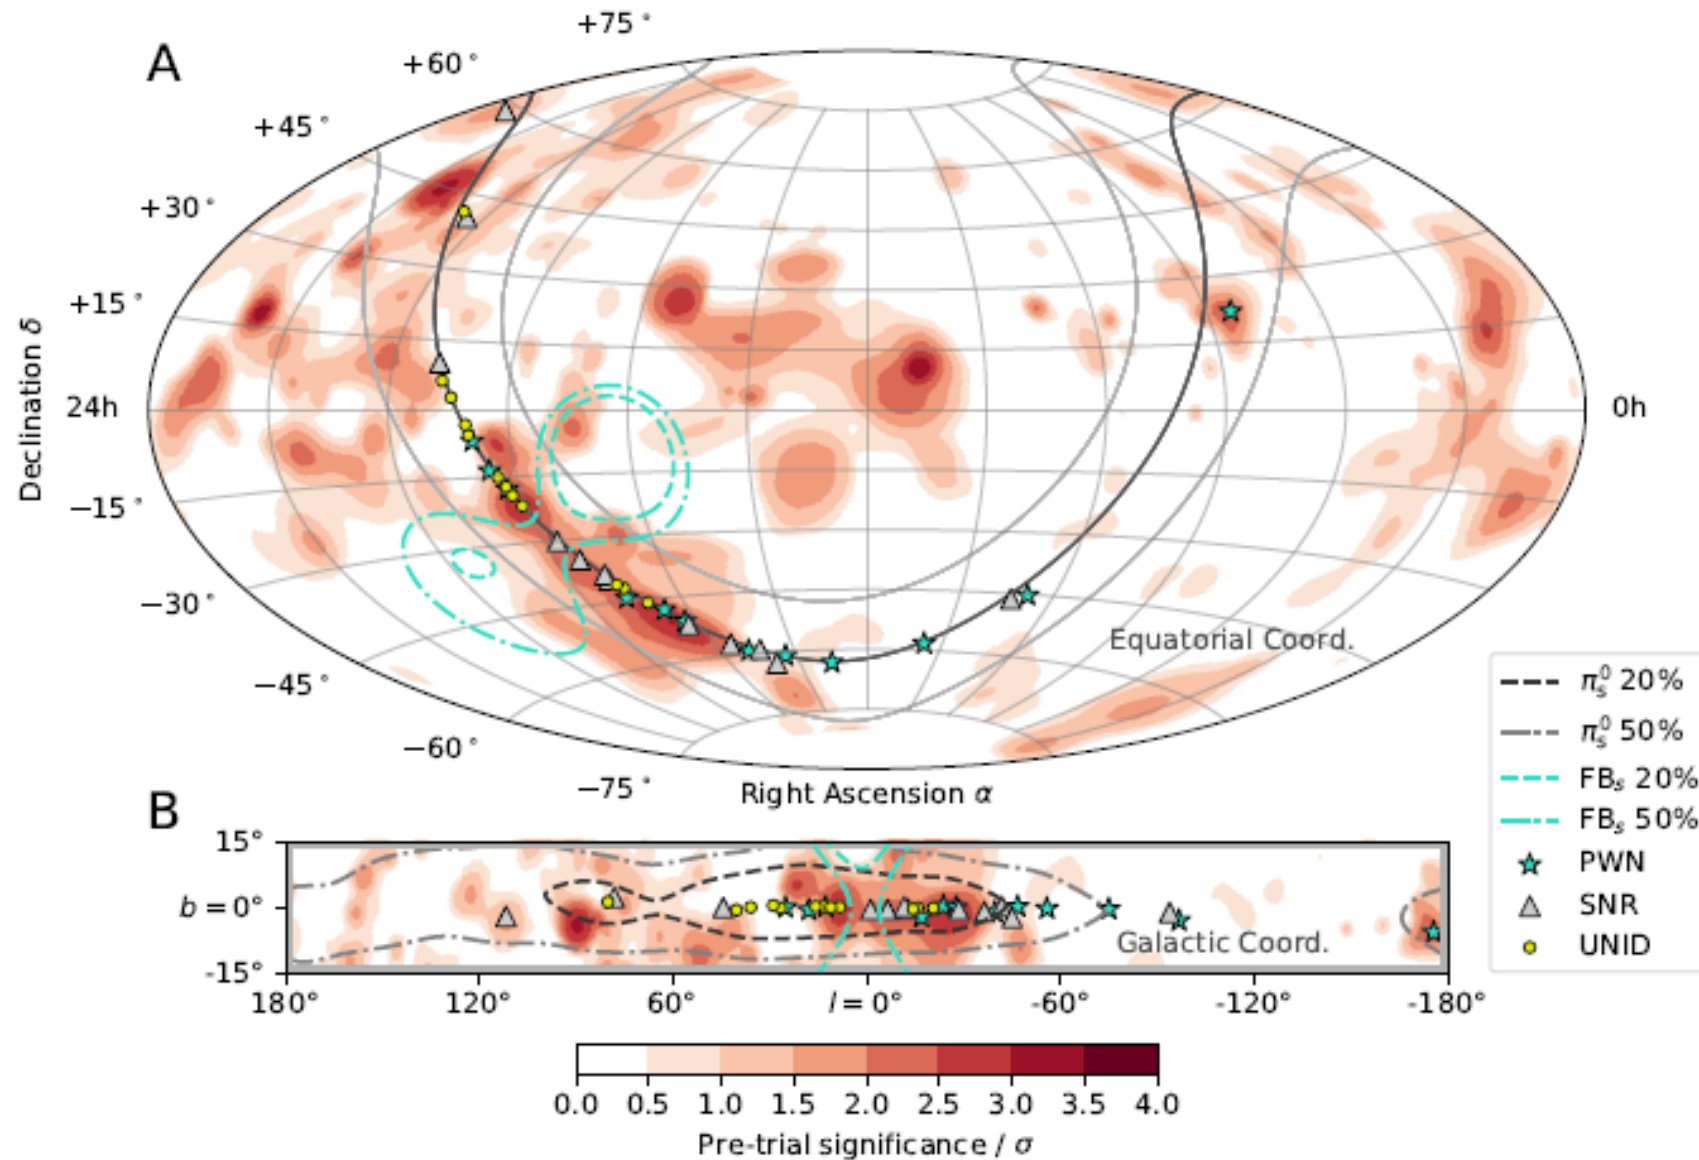 A
+75°
+60°
+45°
+30°
+15°
24h
0h
Declination δ
−15°
−30°
−45°
−60°
−75°
Equatorial Coord.
Right Ascension α
π⁰ₛ 20%
π⁰ₛ 50%
FBₛ 20%
FBₛ 50%
PWN
SNR
UNID
B
15°
b = 0°
-15°
Galactic Coord.
180° 120° 60° l = 0° -60° -120° -180°
0.0 0.5 1.0 1.5 2.0 2.5 3.0 3.5 4.0
Pre-trial significance / σ